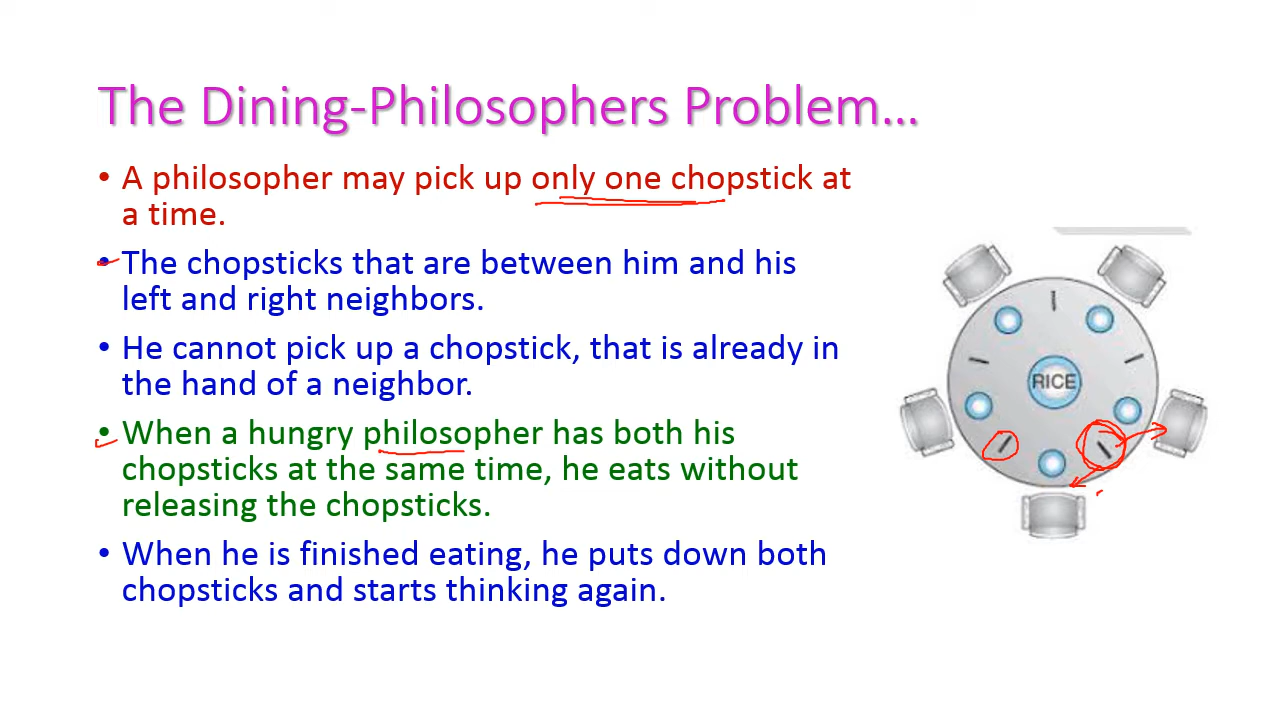 The Dining-Philosophers Problem…
• A philosopher may pick up only one chopstick at
a time.
• The chopsticks that are between him and his
left and right neighbors.
• He cannot pick up a chopstick, that is already in
the hand of a neighbor.
• When a hungry philosopher has both his
chopsticks at the same time, he eats without
releasing the chopsticks.
• When he is finished eating, he puts down both
chopsticks and starts thinking again.
RICE